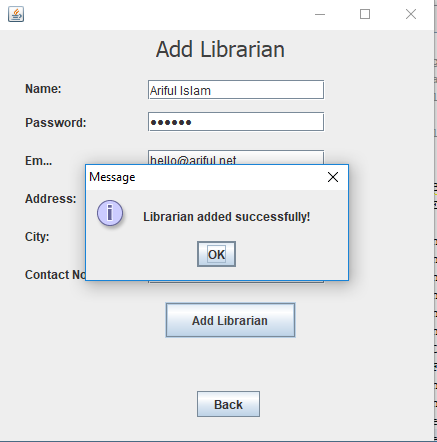 Add Librarian
Name:
Ariful Islam
Password:
••••••
Em...
hello@ariful.net
Message
Address:
Librarian added successfully!
City:
OK
Contact No
Add Librarian
Back